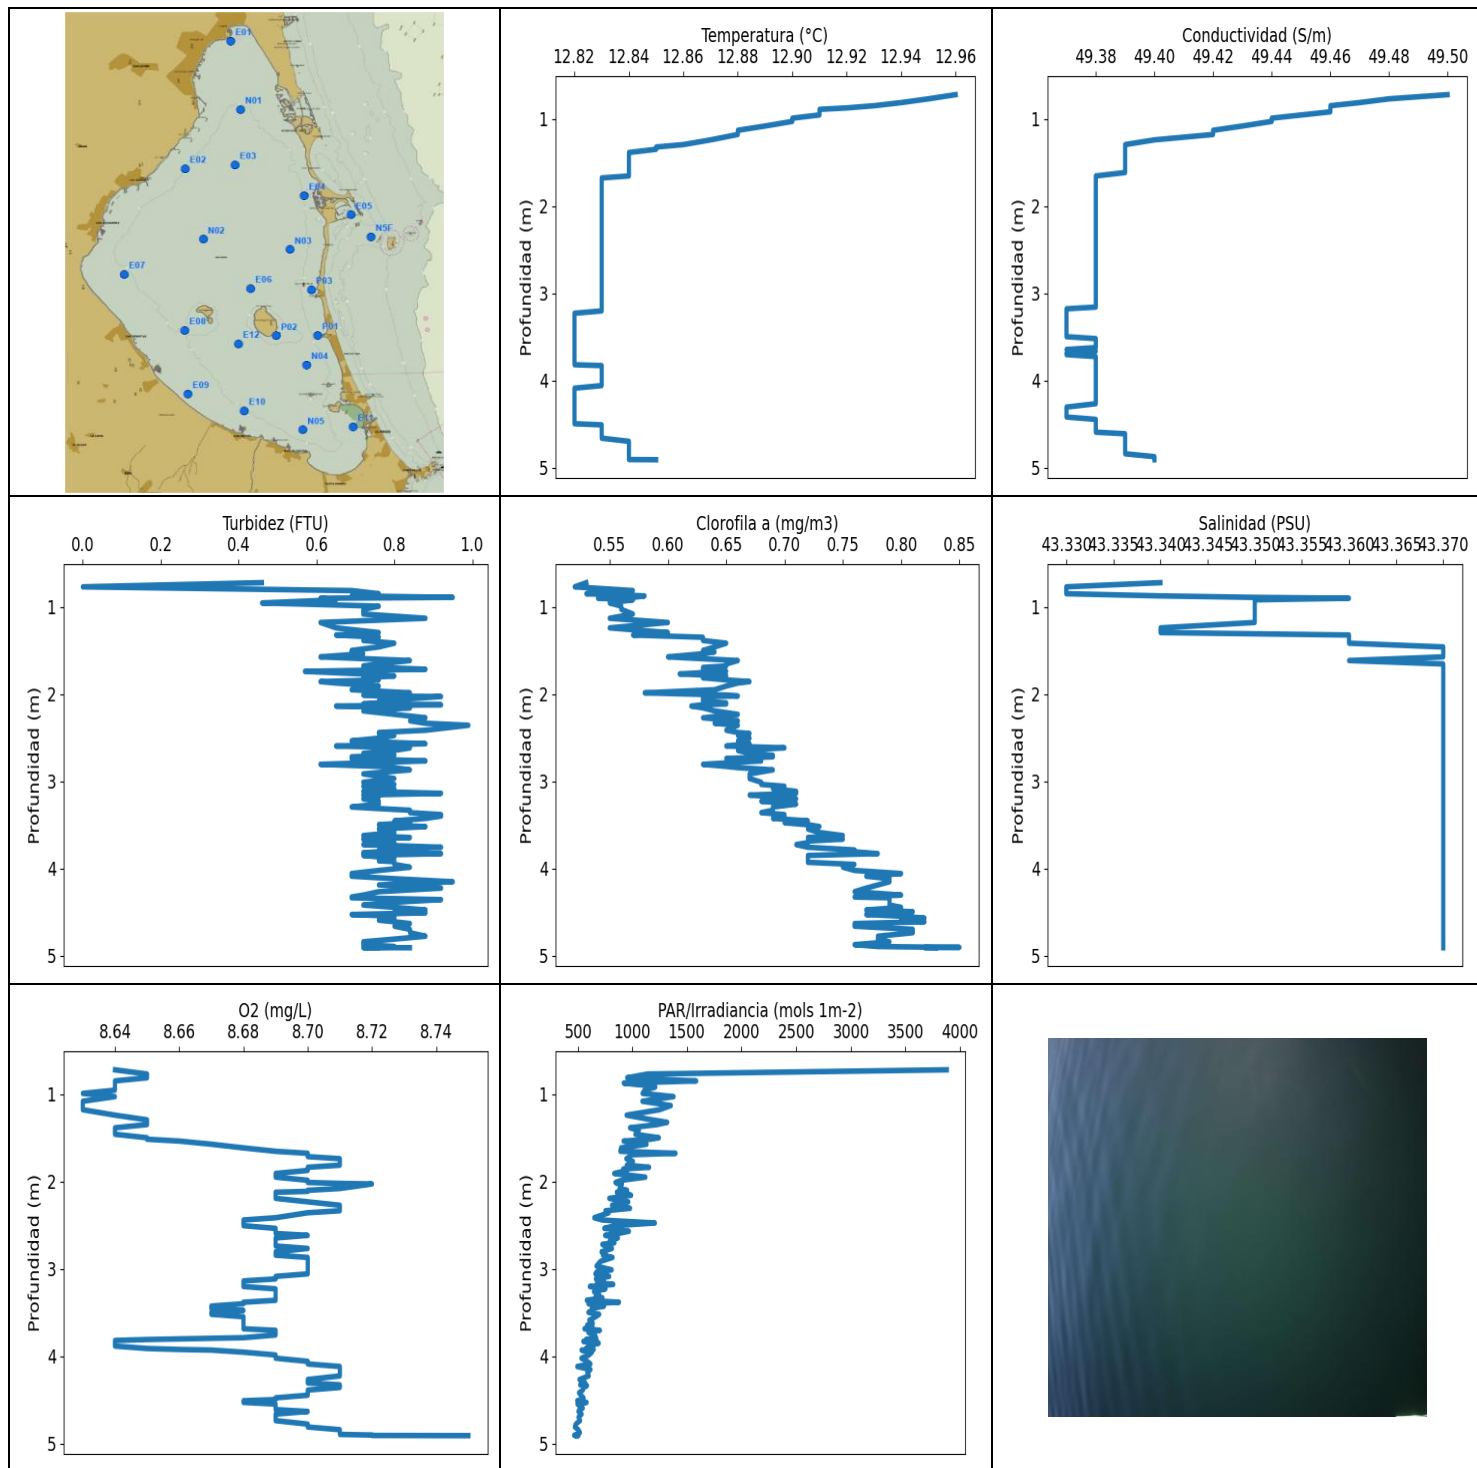 E01
N01
E02
E03
E04
E05
N5F
N02
N03
E07
E06
P03
E08
E12
P02
P01
N04
E09
E10
N05
E11
Temperatura (°C)
12.82 12.84 12.86 12.88 12.90 12.92 12.94 12.96
Profundidad (m)
1
2
3
4
5
Conductividad (S/m)
49.38 49.40 49.42 49.44 49.46 49.48 49.50
Profundidad (m)
1
2
3
4
5
Turbidez (FTU)
0.0 0.2 0.4 0.6 0.8 1.0
Profundidad (m)
1
2
3
4
5
Clorofila a (mg/m3)
0.55 0.60 0.65 0.70 0.75 0.80 0.85
Profundidad (m)
1
2
3
4
5
Salinidad (PSU)
43.330 43.335 43.340 43.345 43.350 43.355 43.360 43.365 43.370
Profundidad (m)
1
2
3
4
5
O2 (mg/L)
8.64 8.66 8.68 8.70 8.72 8.74
Profundidad (m)
1
2
3
4
5
PAR/Irradiancia (mols 1m-2)
500 1000 1500 2000 2500 3000 3500 4000
Profundidad (m)
1
2
3
4
5